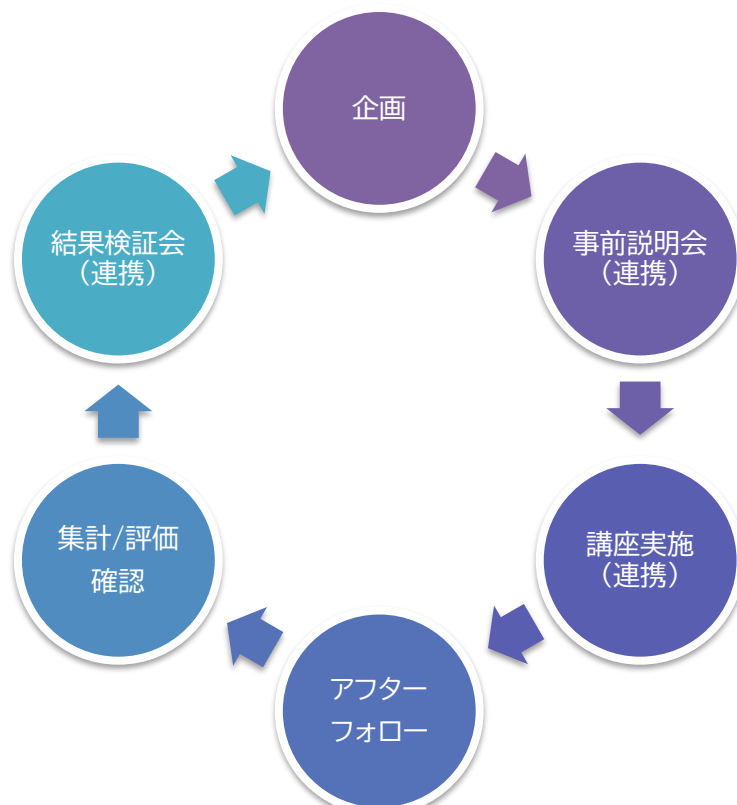 企画
事前説明会
（連携）
講座実施
（連携）
アフター
フォロー
集計/評価
確認
結果検証会
（連携）